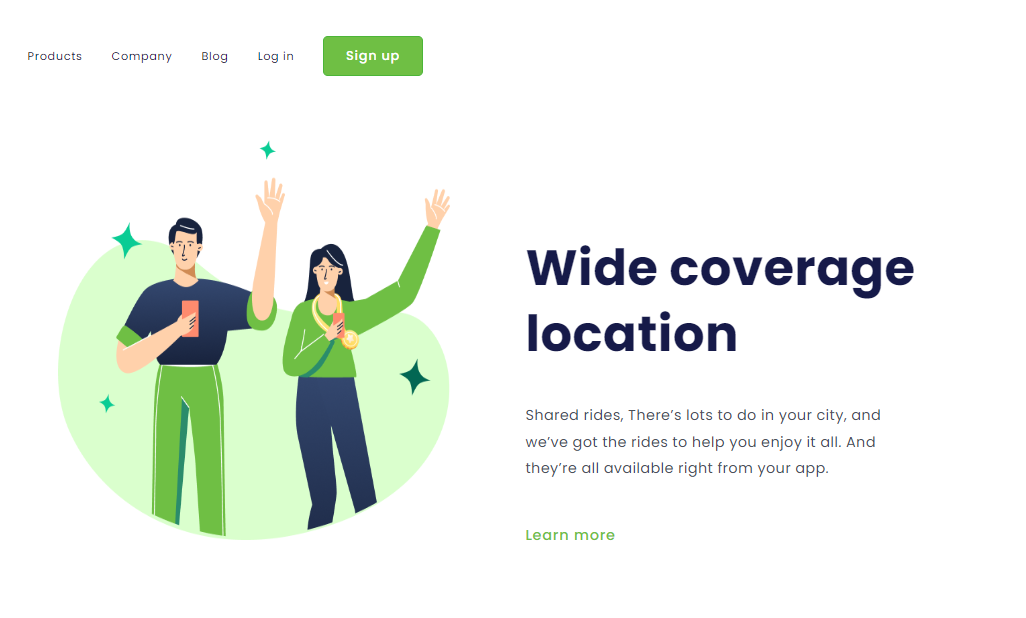 Products Company Blog Log in Sign up
Wide coverage
location
Shared rides, There’s lots to do in your city, and
we’ve got the rides to help you enjoy it all. And
they’re all available right from your app.
Learn more